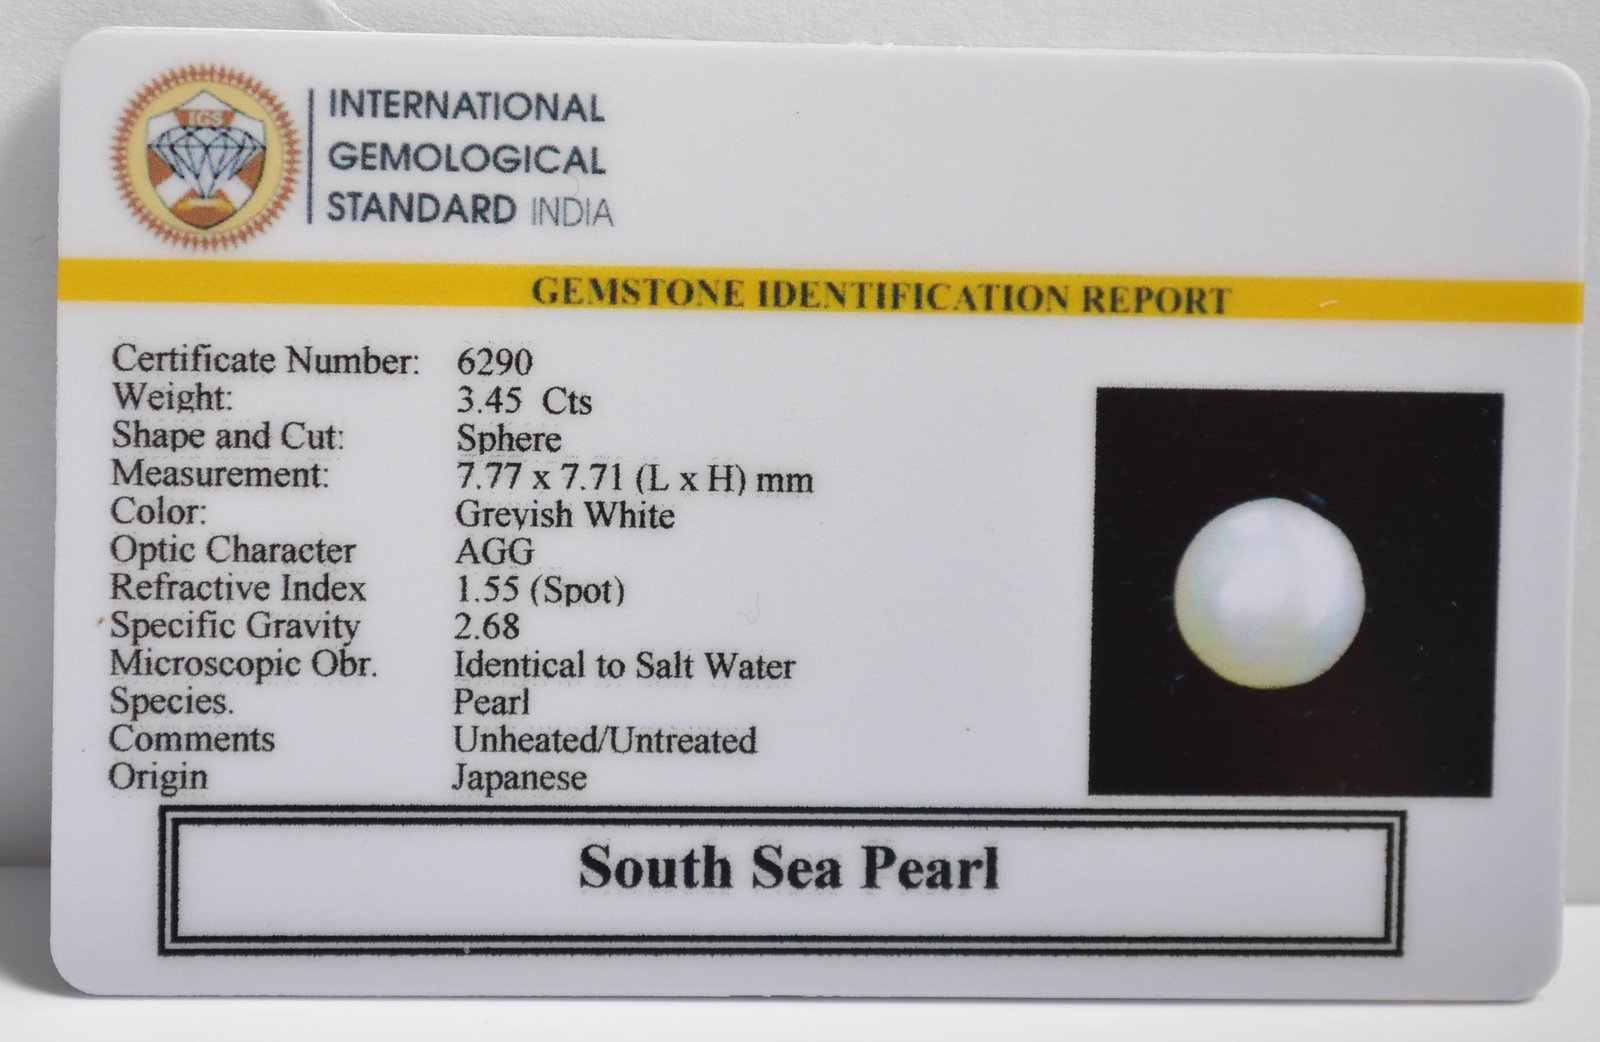 IGS
INTERNATIONAL
GEMOLOGICAL
STANDARD INDIA
GEMSTONE IDENTIFICATION REPORT
Certificate Number: 6290
Weight: 3.45 Cts
Shape and Cut: Sphere
Measurement: 7.77 x 7.71 (L x H) mm
Color: Greyish White
Optic Character AGG
Refractive Index 1.55 (Spot)
Specific Gravity 2.68
Microscopic Obr. Identical to Salt Water
Species. Pearl
Comments Unheated/Untreated
Origin Japanese
South Sea Pearl